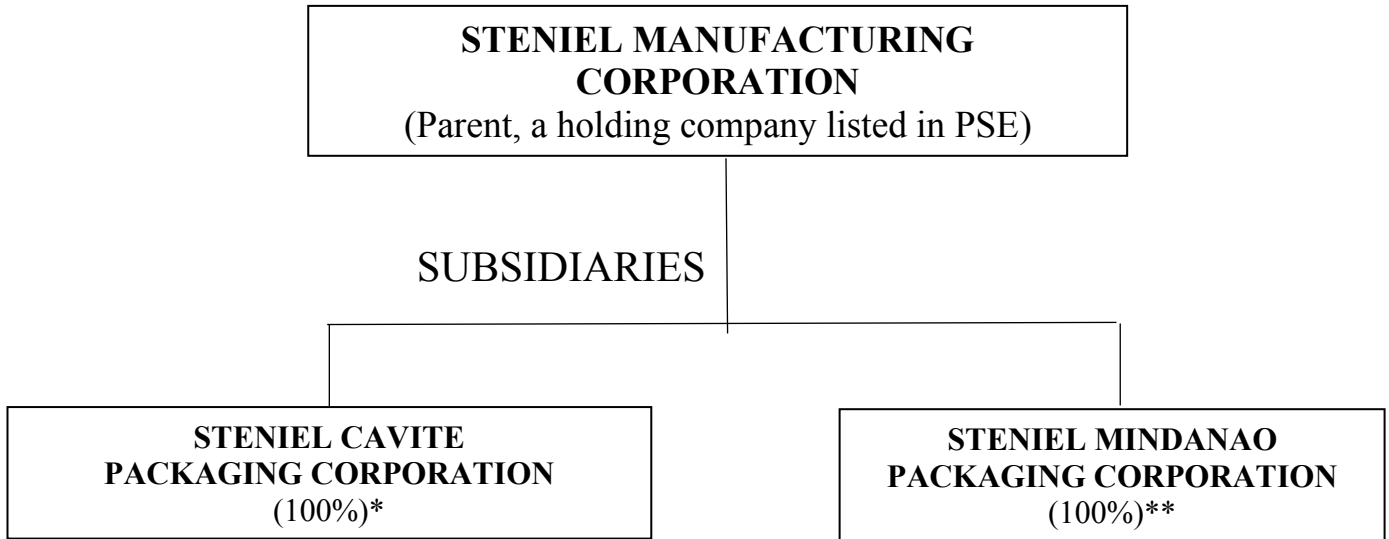 STENIEL MANUFACTURING
CORPORATION
(Parent, a holding company listed in PSE)
SUBSIDIARIES
STENIEL CAVITE
PACKAGING CORPORATION
(100%)*
STENIEL MINDANAO
PACKAGING CORPORATION
(100%)**